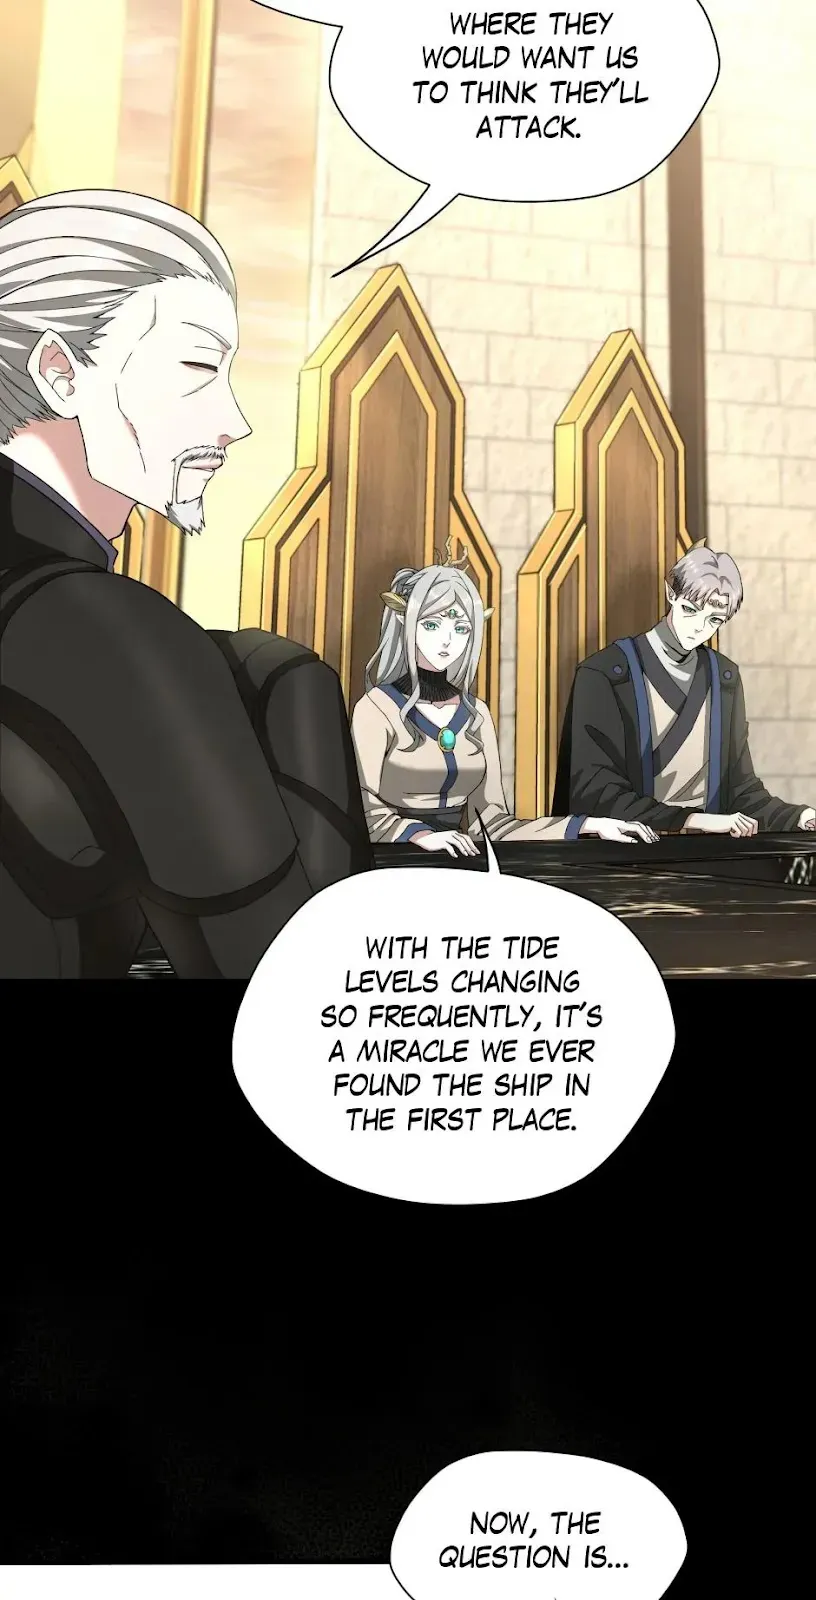 WHERE THEY
WOULD WANT US
TO THINK THEY'LL
ATTACK.
WITH THE TIDE
LEVELS CHANGING
SO FREQUENTLY, IT'S
A MIRACLE WE EVER
FOUND THE SHIP IN
THE FIRST PLACE.
NOW, THE
QUESTION IS...